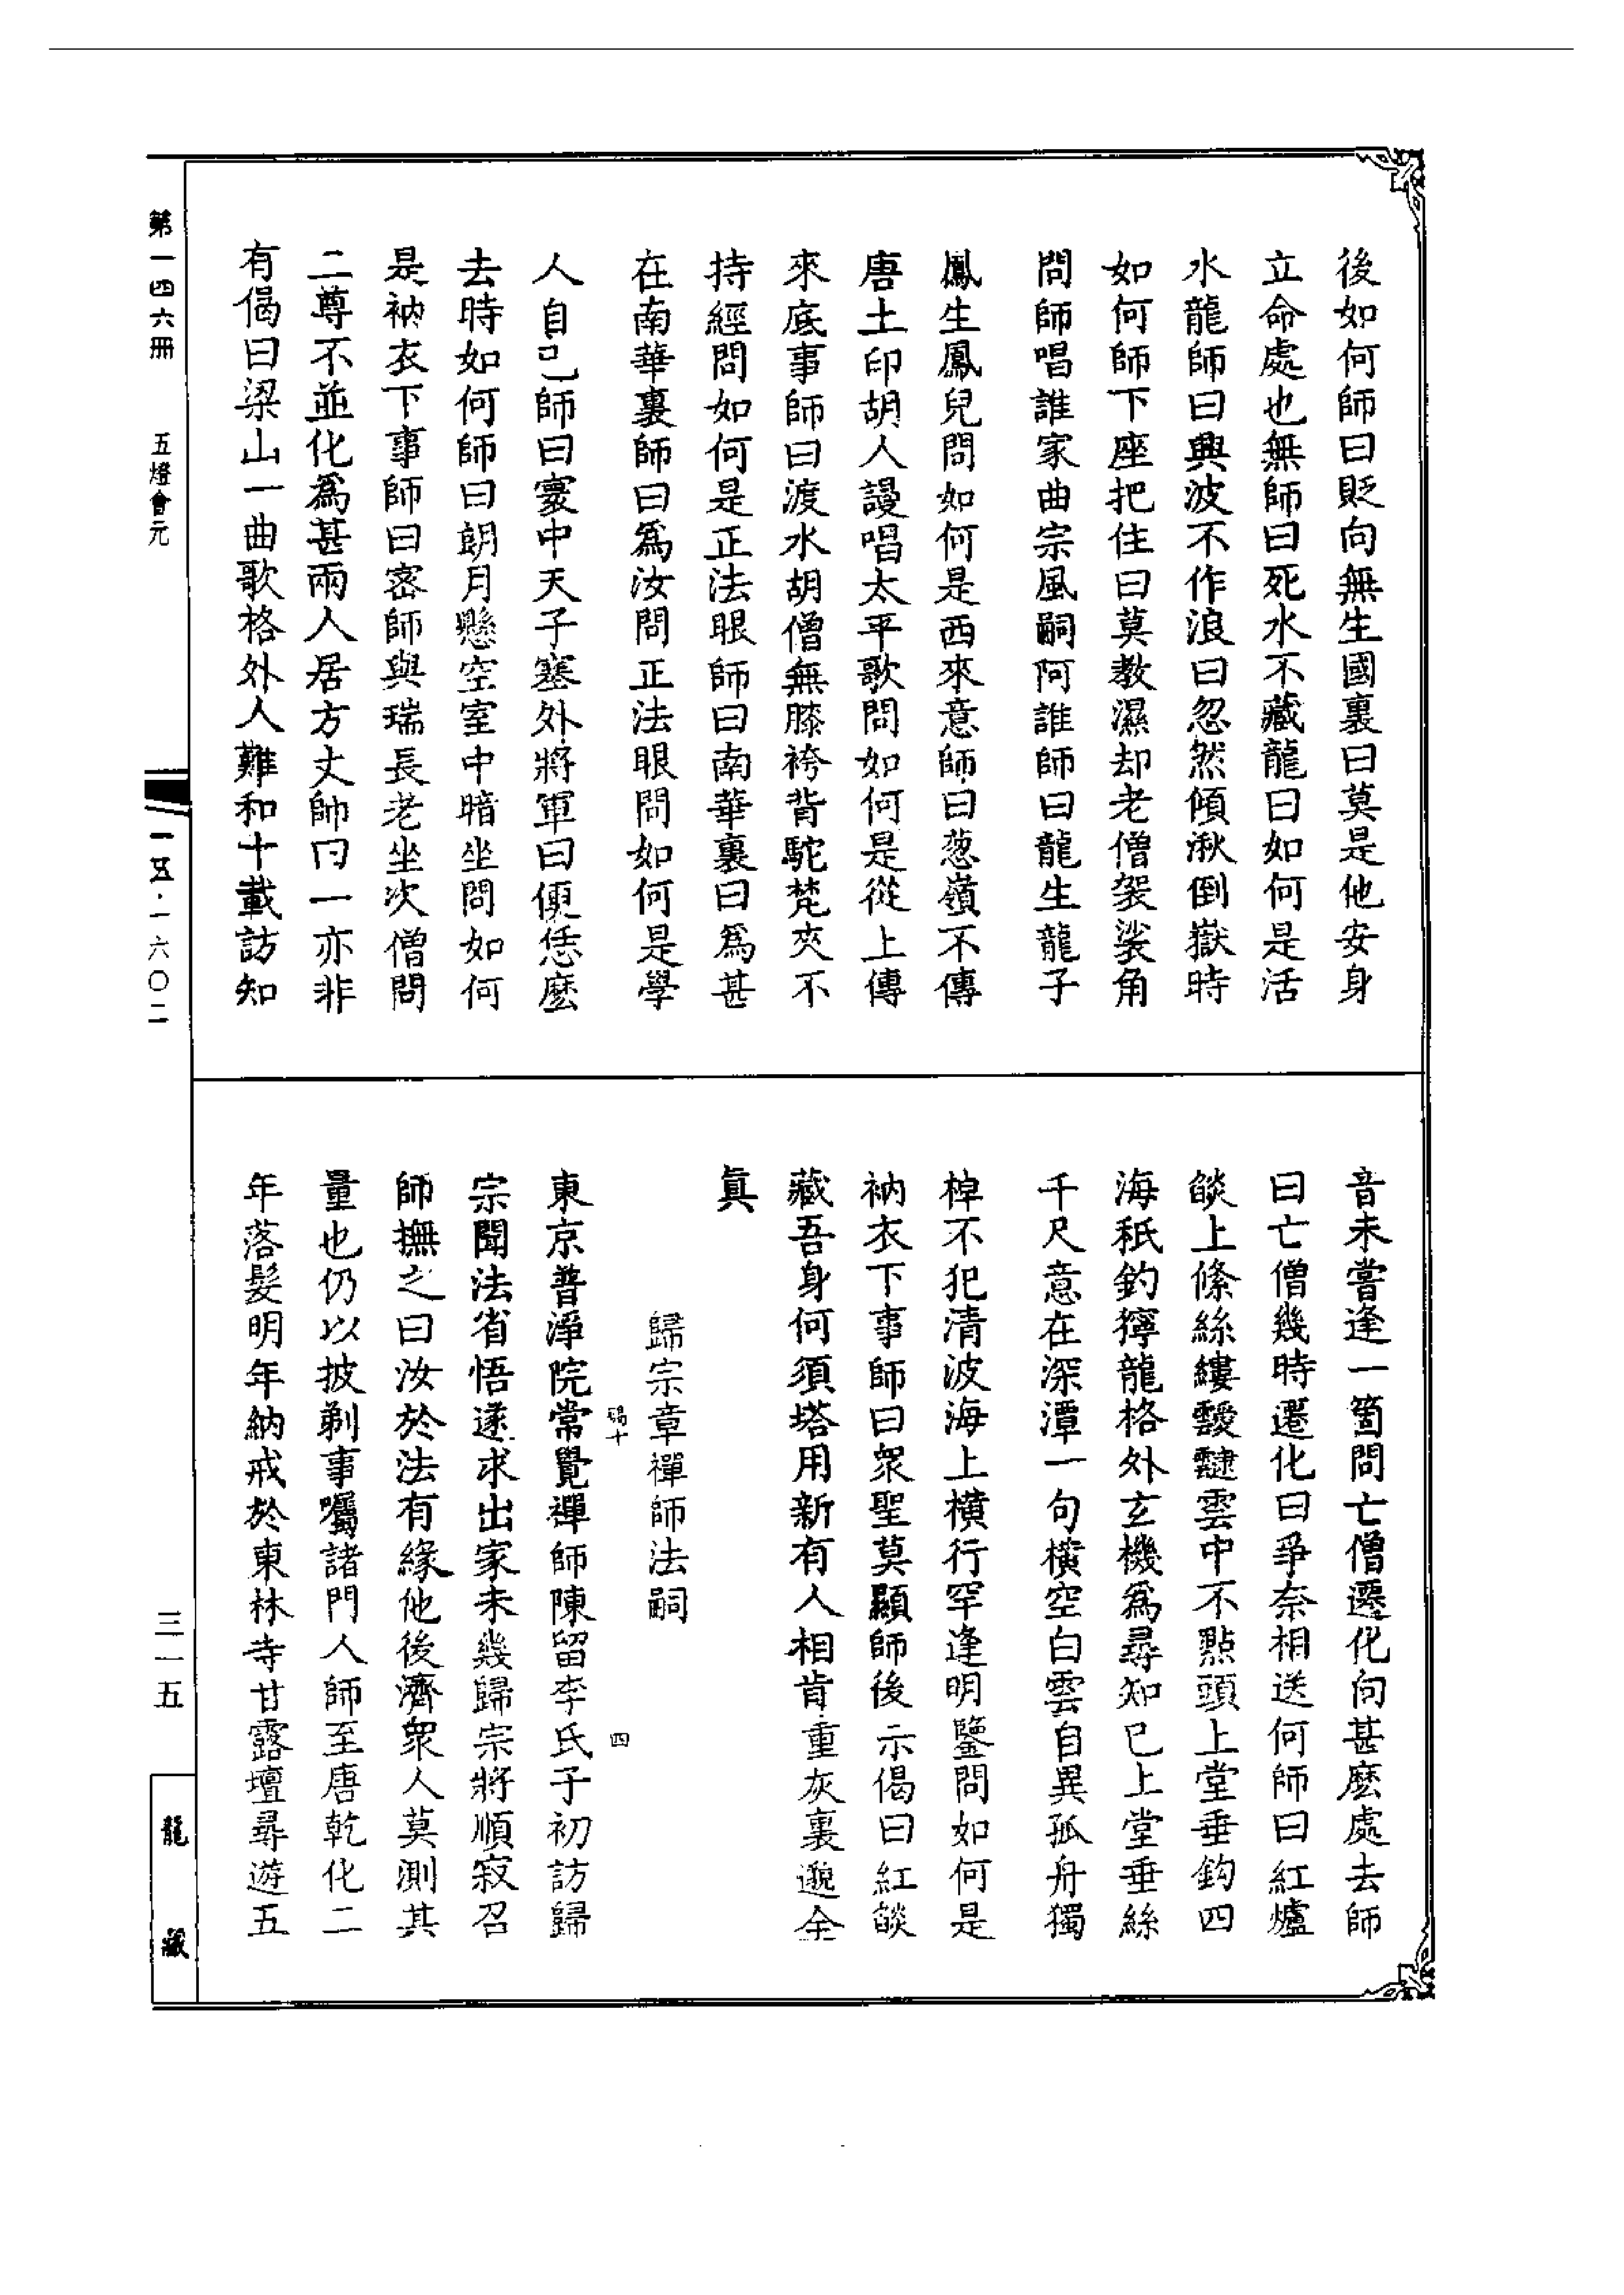 後如何師曰貶向無生國裏曰莫是他安身
立命處也無師曰死水不藏龍曰如何是活
水龍師曰興波不作浪曰忽然傾湫倒嶽時
如何師下座把住曰莫教濕却老僧袈裟角
問師唱誰家曲宗風嗣阿誰師曰龍生龍子
鳳生鳳兒問如何是西來意師曰葱嶺不傳
唐土印胡人謾唱太平歌問如何是從上傳
來底事師曰渡水胡僧無膝袴背駝梵夾不
持經問如何是正法眼師曰南華裏曰爲甚
在南華裏師曰爲汝問正法眼問如何是學
人自己師曰寰中天子塞外將軍曰便恁麽
去時如何師曰朗月懸空室中暗坐問如何
是衲衣下事師曰密師與瑞長老坐次僧問
二尊不並化爲甚兩人居方丈師曰一亦非
有偈曰梁山一曲歌格外人難和十載訪知
音未嘗逢一箇問亡僧遷化向甚麽處去師
曰亡僧幾時遷化曰爭奈相送何師曰紅爐
燄上絛絲縷靉靆雲中不點頭上堂垂鈎四
海秖釣獰龍格外玄機爲尋知已上堂垂絲
千尺意在深潭一句橫空白雲自異孤舟獨
棹不犯清波海上橫行罕逢明鑒問如何是
衲衣下事師曰衆聖莫顯師後示偈曰紅燄
藏吾身何須塔用新有人相肯重灰裏邈全
眞
歸宗章禪師法嗣
東京普淨院常覺禪師陳留李氏子初訪歸
宗聞法省悟遂求出家未幾歸宗將順寂召
師撫之曰汝於法有緣他後濟衆人莫測其
量也仍以披剃事囑諸門人師至唐乾化二
年落髮明年納戒於東林寺甘露壇尋遊五
四
第一四六冊
五燈會元
一五·一六〇二
三一五
龍藏